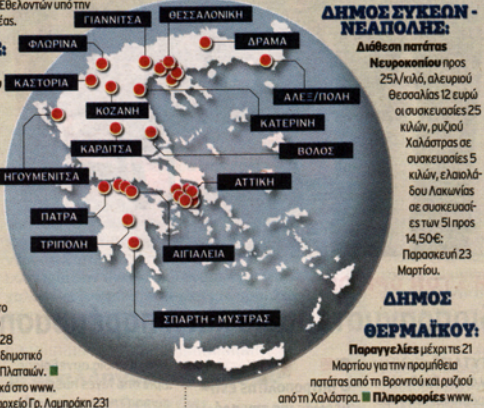 Εθελοντών υπό την
έας.
ΓΙΑΝΝΙΤΣΑ
ΘΕΣΣΑΛΟΝΙΚΗ
ΦΛΩΡΙΝΑ
ΔΡΑΜΑ
ΚΑΣΤΟΡΙΑ
ΑΛΕΞ/ΠΟΛΗ
ΚΟΖΑΝΗ
ΚΑΤΕΡΙΝΗ
ΚΑΡΔΙΤΣΑ
ΒΟΛΟΣ
ΗΓΟΥΜΕΝΙΤΣΑ
ΑΤΤΙΚΗ
ΠΑΤΡΑ
ΤΡΙΠΟΛΗ
ΑΙΓΙΑΛΕΙΑ
ΣΠΑΡΤΗ - ΜΥΣΤΡΑΣ
ΔΗΜΟΣ ΣΥΚΕΩΝ -
ΝΕΑΠΟΛΗΣ:
Διάθεση πατάτας
Νευροκοπίου προς
25λ/κιλό, αλευριού
Θεσσαλίας 12 ευρώ
οι συσκευασίες 25
κιλών, ρυζιού
Χαλάστρας σε
συσκευασίες 5
κιλών, ελαιολά-
δου Λακωνίας
σε συσκευασί-
ες των 5l προς
14,50€:
Παρασκευή 23
Μαρτίου.
ΔΗΜΟΣ
ΘΕΡΜΑΪΚΟΥ:
Παραγγελίες μέχρι τις 21
Μαρτίου για την προμήθεια
πατάτας από τη Βροντού και ρυζιού
από τη Χαλάστρα. ■ Πληροφορίες www.
το
28
δημοτικό
Πλαταιών. ■
κά στο www.
αρχείο Γρ. Λαμπράκη 231